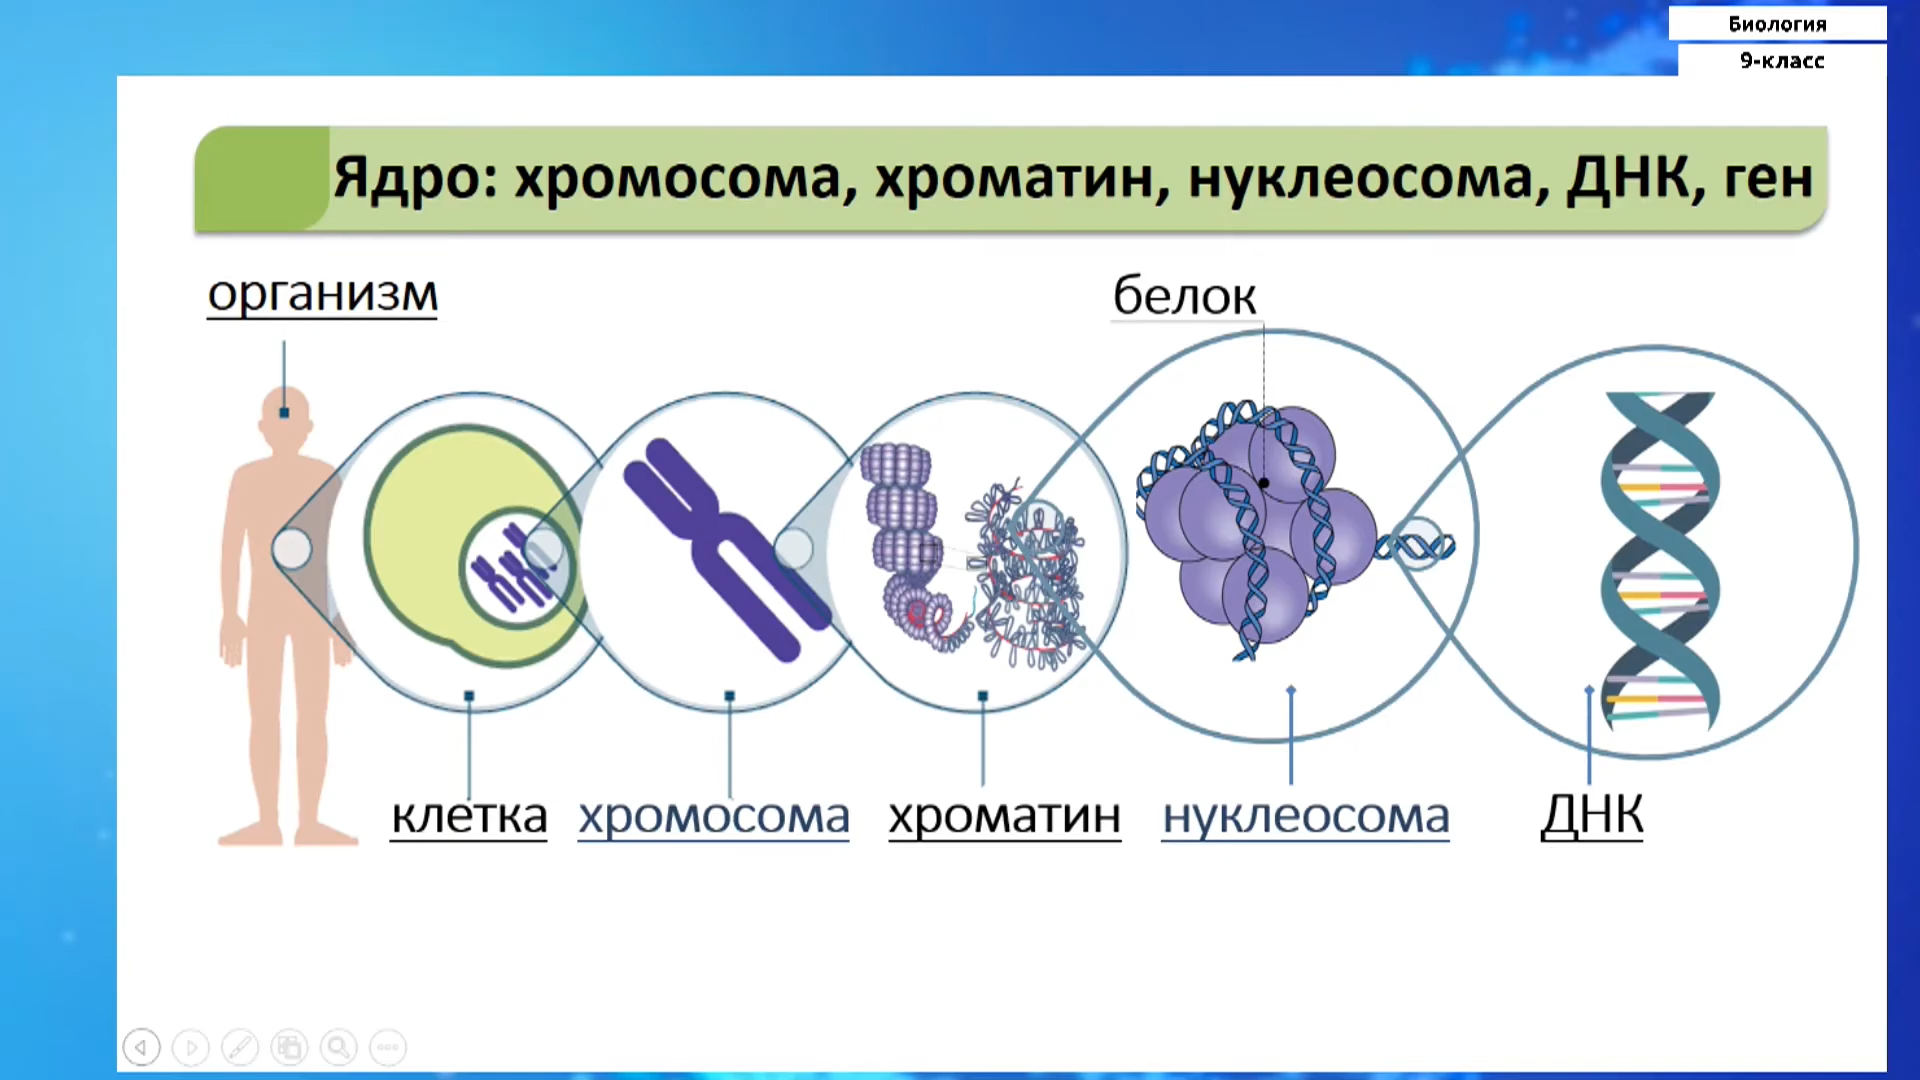 Биология
9-класс
Ядро: хромосома, хроматин, нуклеосома, ДНК, ген
организм
белок
клетка
хромосома
хроматин
нуклеосома
ДНК